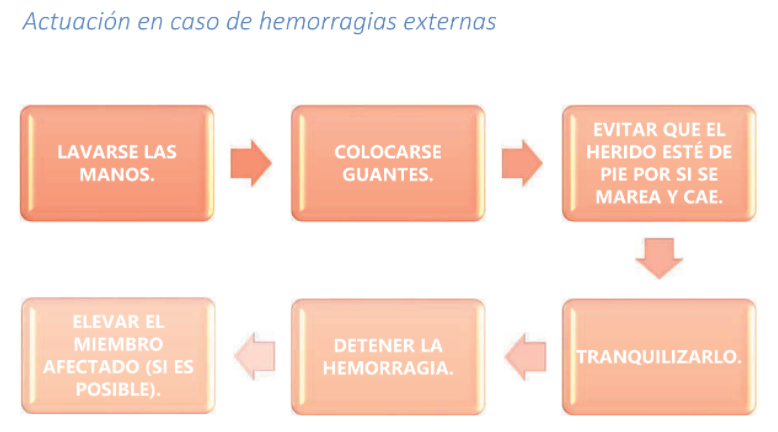 Actuación en caso de hemorragias externas
LAVARSE LAS
MANOS.
COLOCARSE
GUANTES.
EVITAR QUE EL
HERIDO ESTÉ DE
PIE POR SI SE
MAREA Y CAE.
TRANQUILIZARLO.
DETENER LA
HEMORRAGIA.
ELEVAR EL
MIEMBRO
AFECTADO (SI ES
POSIBLE).